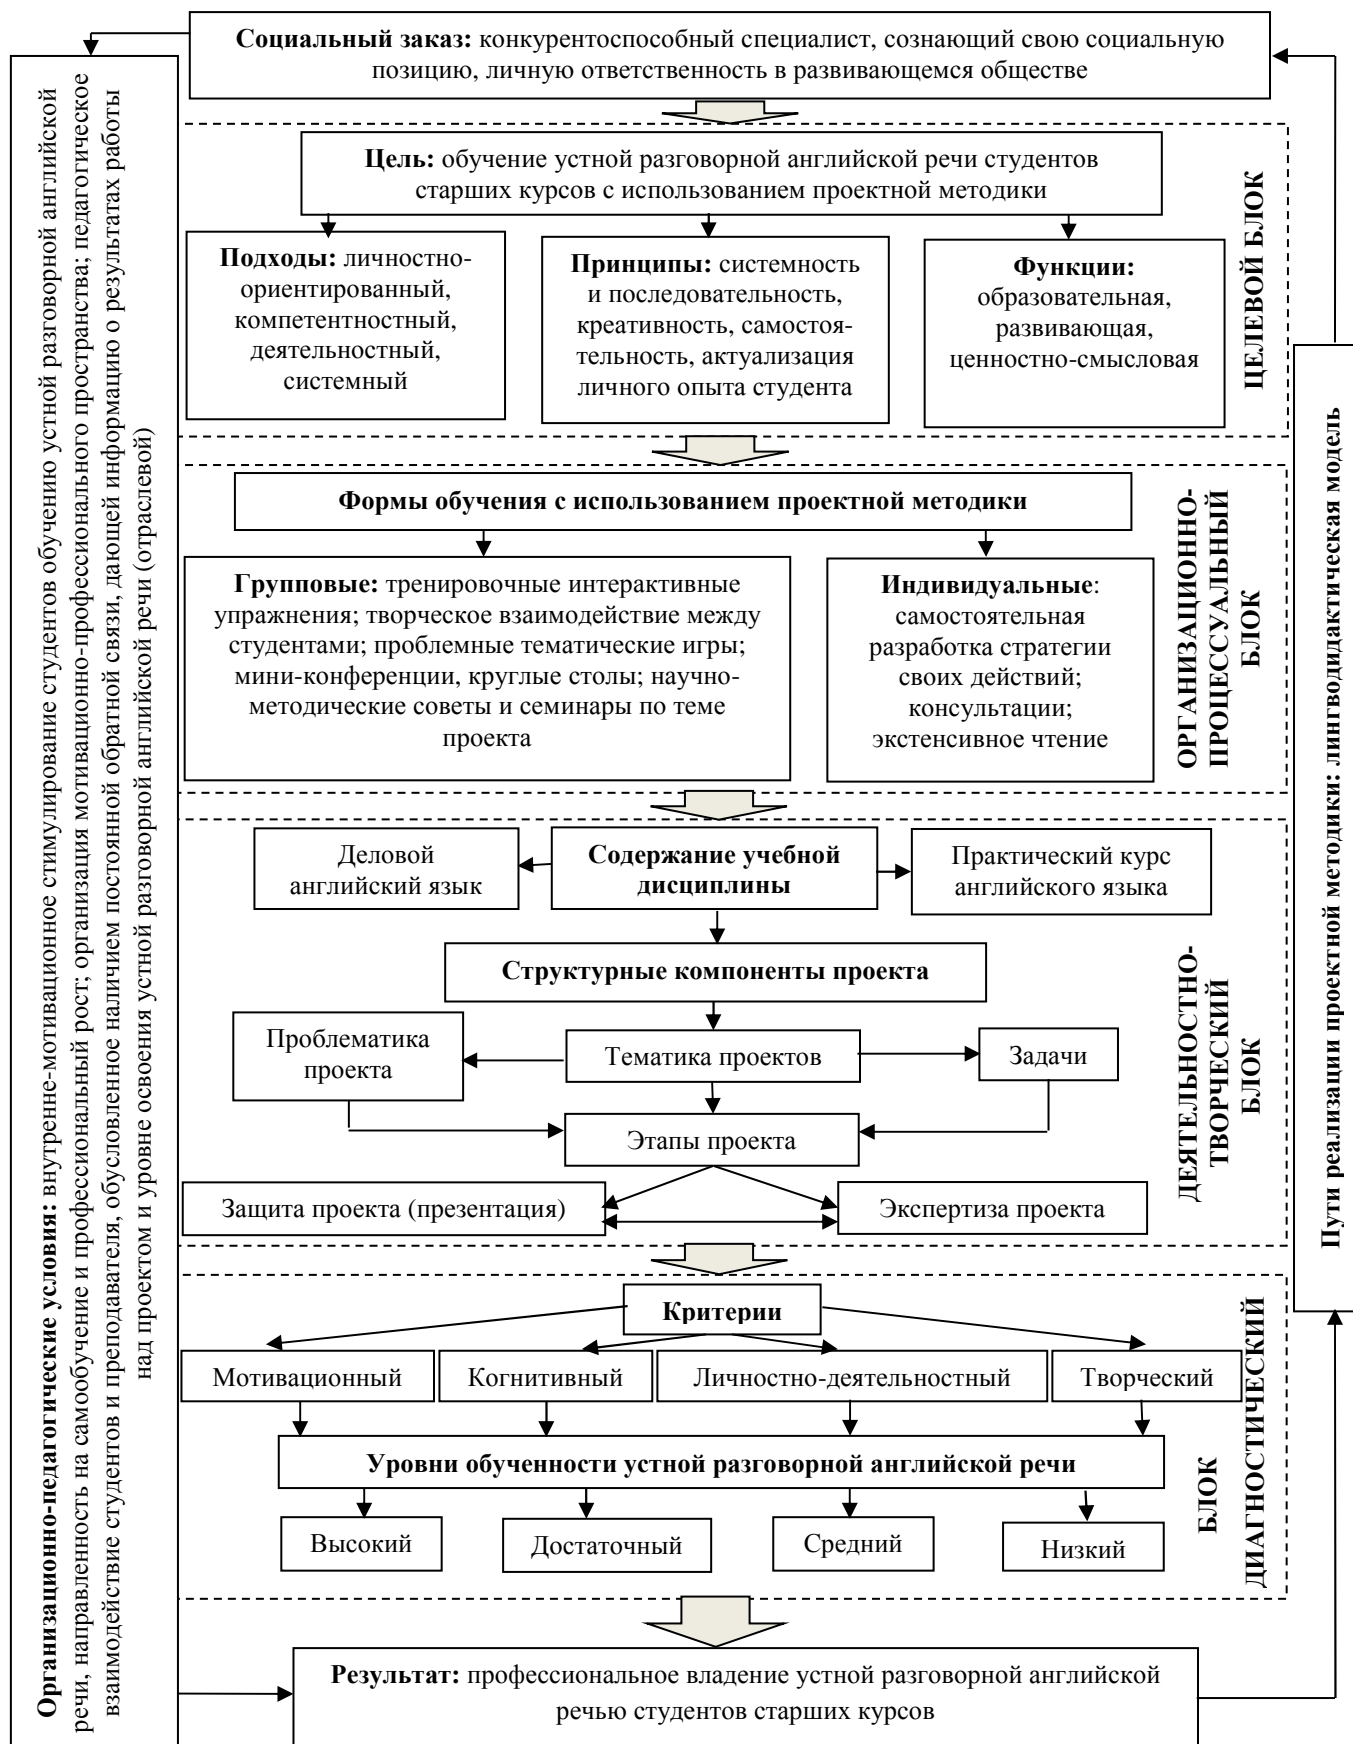 Социальный заказ: конкурентоспособный специалист, сознающий свою социальную
позицию, личную ответственность в развивающемся обществе
Организационно-педагогические условия: внутренне-мотивационное стимулирование студентов обучению устной разговорной английской
речи, направленность на самообучение и профессиональный рост; организация мотивационно-профессионального пространства; педагогическое
взаимодействие студентов и преподавателя, обусловленное наличием постоянной обратной связи, дающей информацию о результатах работы
над проектом и уровне освоения устной разговорной английской речи (отраслевой)
Цель: обучение устной разговорной английской речи студентов
старших курсов с использованием проектной методики
Подходы: личностно-
ориентированный,
компетентностный,
деятельностный,
системный
Принципы: системность
и последовательность,
креативность, самостоя-
тельность, актуализация
личного опыта студента
Функции:
образовательная,
развивающая,
ценностно-смысловая
ЦЕЛЕВОЙ БЛОК
Формы обучения с использованием проектной методики
Групповые: тренировочные интерактивные
упражнения; творческое взаимодействие между
студентами; проблемные тематические игры;
мини-конференции, круглые столы; научно-
методические советы и семинары по теме
проекта
Индивидуальные:
самостоятельная
разработка стратегии
своих действий;
консультации;
экстенсивное чтение
ОРГАНИЗАЦИОННО-
ПРОЦЕССУАЛЬНЫЙ
БЛОК
Деловой
английский язык
Содержание учебной
дисциплины
Практический курс
английского языка
Структурные компоненты проекта
Проблематика
проекта
Тематика проектов
Задачи
Этапы проекта
Защита проекта (презентация)
Экспертиза проекта
ДЕЯТЕЛЬНОСТНО-
ТВОРЧЕСКИЙ
БЛОК
Критерии
Мотивационный
Когнитивный
Личностно-деятельностный
Творческий
Уровни обученности устной разговорной английской речи
Высокий
Достаточный
Средний
Низкий
БЛОК
ДИАГНОСТИЧЕСКИЙ
Результат: профессиональное владение устной разговорной английской
речью студентов старших курсов
Пути реализации проектной методики: лингводидактическая модель